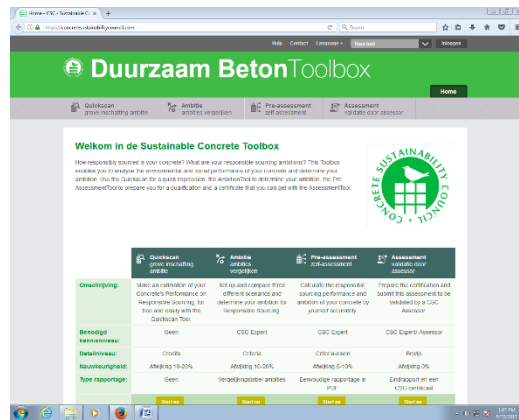 Home - CSC - Sustainable C...
Search
Help Contact Language Inloggen
Duurzaam BetonToolbox
Home
Quickscan
grove inschatting ambitie
Ambitie
ambities vergelijken
Pre-assessment
zelf-assessment
Assessment
validatie door assessor
Welkom in de Sustainable Concrete Toolbox
How responsibly sourced is your concrete? What are your responsible sourcing ambitions? This Toolbox
enables you to analyse the environmental and social performance of your concrete and determine your
ambition. Use the Quickscan for a quick impression, the AmbitionTool to determine your ambition, the Pre
AssessmentTool to prepare you for a qualification and a certificate that you can get with the AssessmentTool.
CONCRETE SUSTAINABILITY COUNCIL
Quickscan
grove inschatting
ambitie
Ambitie
ambities
vergelijken
Pre-assessment
zelf-assessment
Assessment
validatie door
assessor
Omschrijving:
Make an estimation of your
Concrete's Performance on
Responsible Sourcing, for
free and easily with the
Quickscan Tool.
Set up and compare three
different scenarios and
determine your ambition for
Responsible Sourcing
Calculate the responsible
sourcing performance and
ambition of your concrete by
yourself accurately
Prepare the certification and
submit this assessment to be
validated by a CSC
Assessor
Benodigd
kennisniveau:
Geen
CSC Expert
CSC Expert
CSC Expert/ Assessor
Detailniveau:
Credits
Criteria
Criteria-eisen
Bewijs
Nauwkeurigheid:
Afwijking 10-20%
Afwijking 10-20%
Afwijking 5-10%
Afwijking 0%
Type rapportage:
Geen
Vergelijkingstabel ambities
Eenvoudige rapportage in
PDF
Eindrapport en een
CSC-certificaat
Start nu
Start nu
Start nu
Start nu